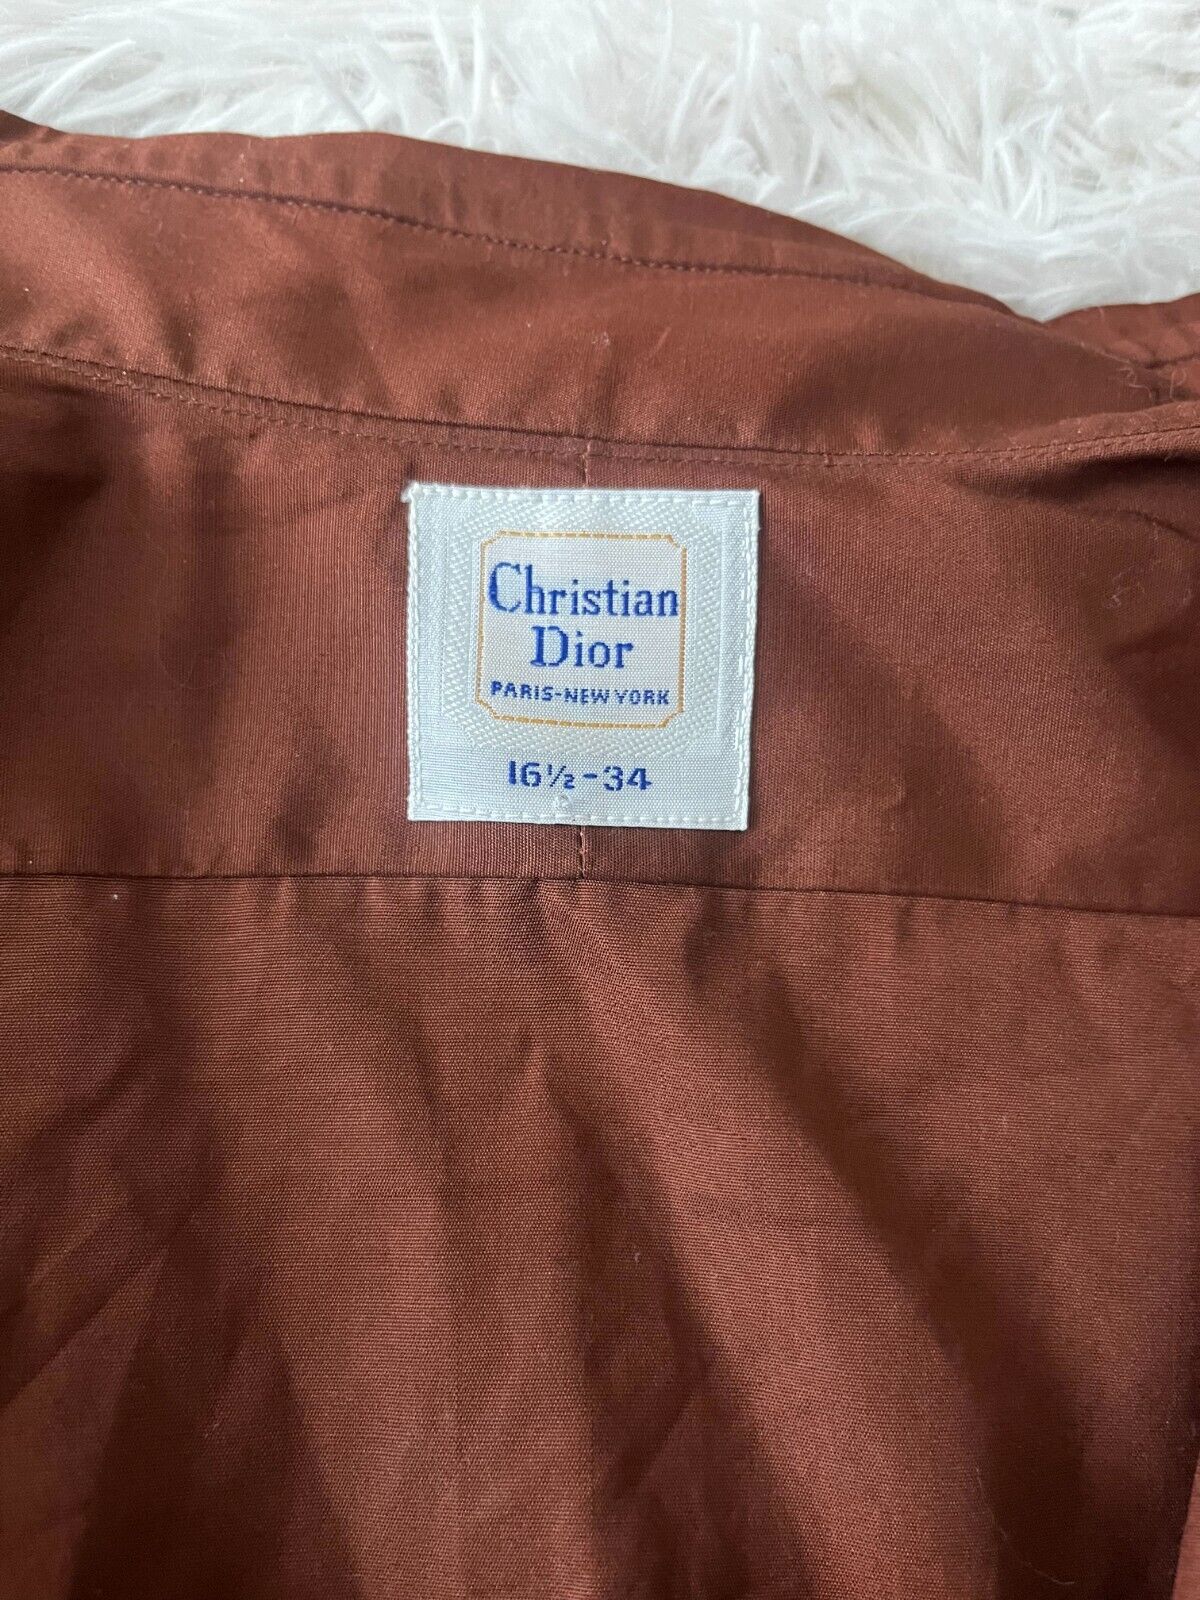 Christian
Dior
PARIS-NEW YORK
16½-34